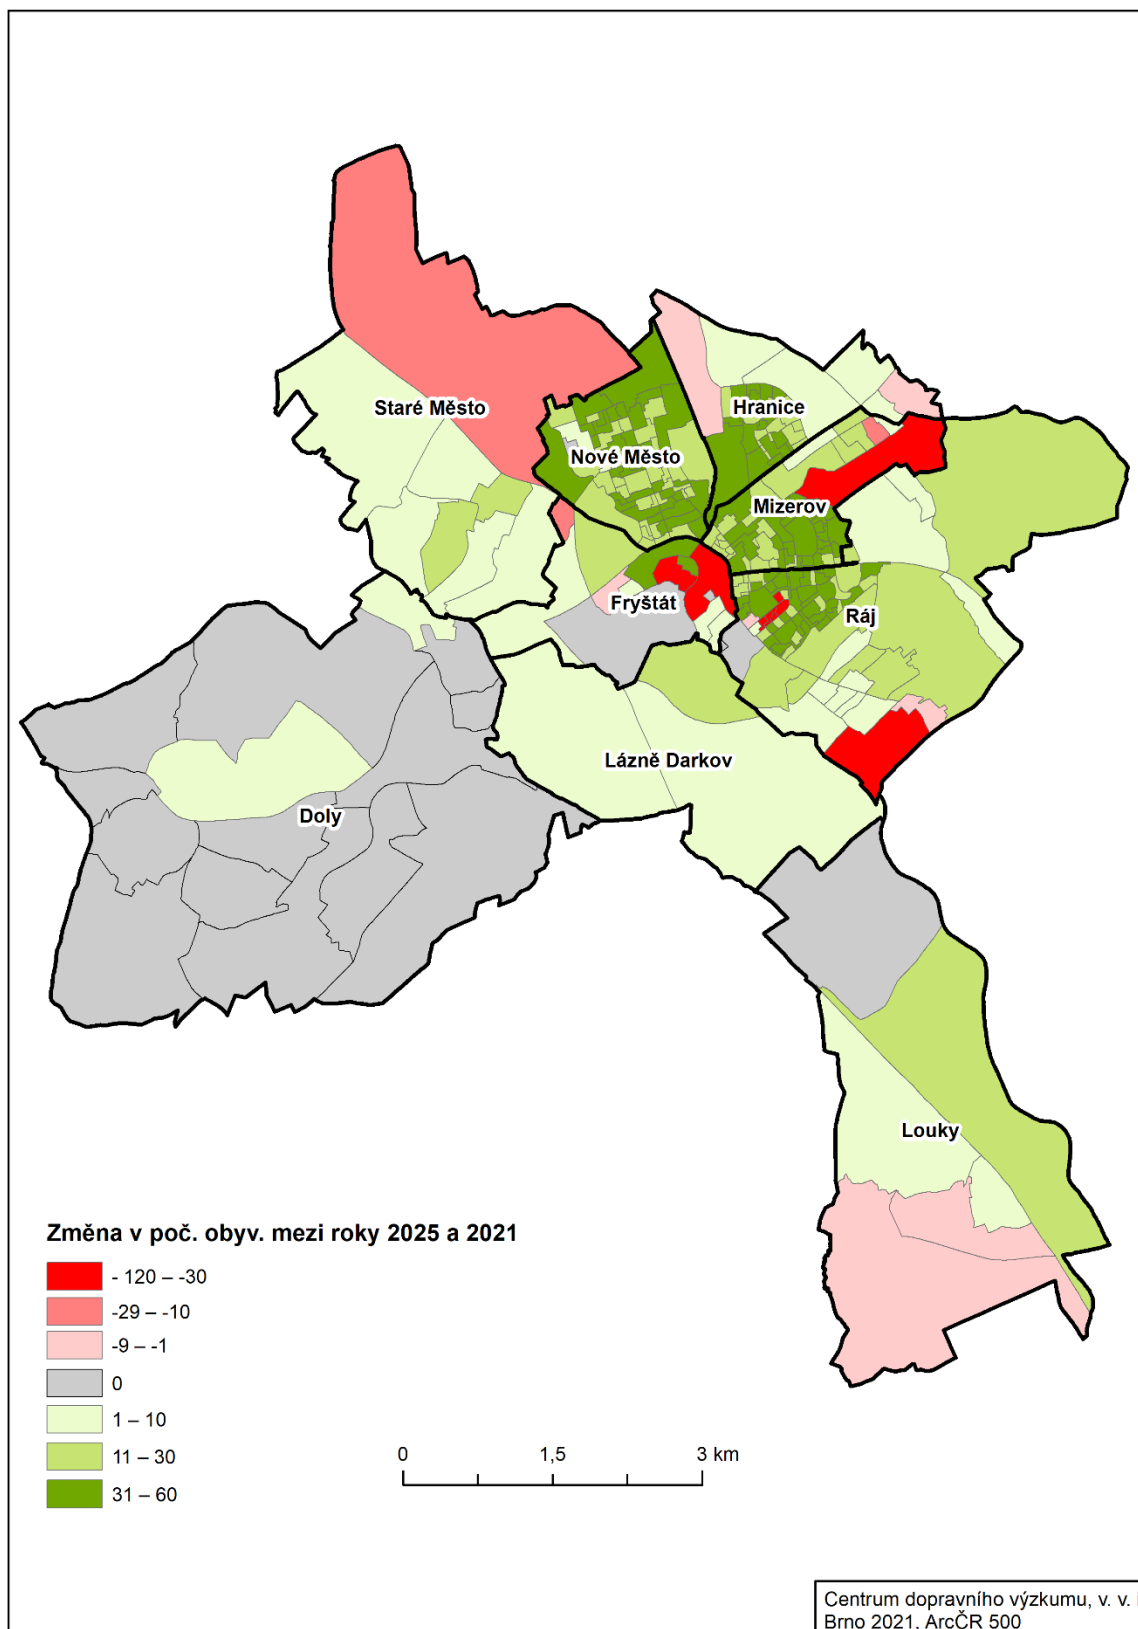 Staré Město
Hranice
Nové Město
Mizerov
Fryštát
Ráj
Lázně Darkov
Doly
Louky
Změna v poč. obyv. mezi roky 2025 a 2021
- 120 – -30
-29 – -10
-9 – -1
0
1 – 10
11 – 30
31 – 60
0 1,5 3 km
Centrum dopravního výzkumu, v. v.
Brno 2021, ArcČR 500